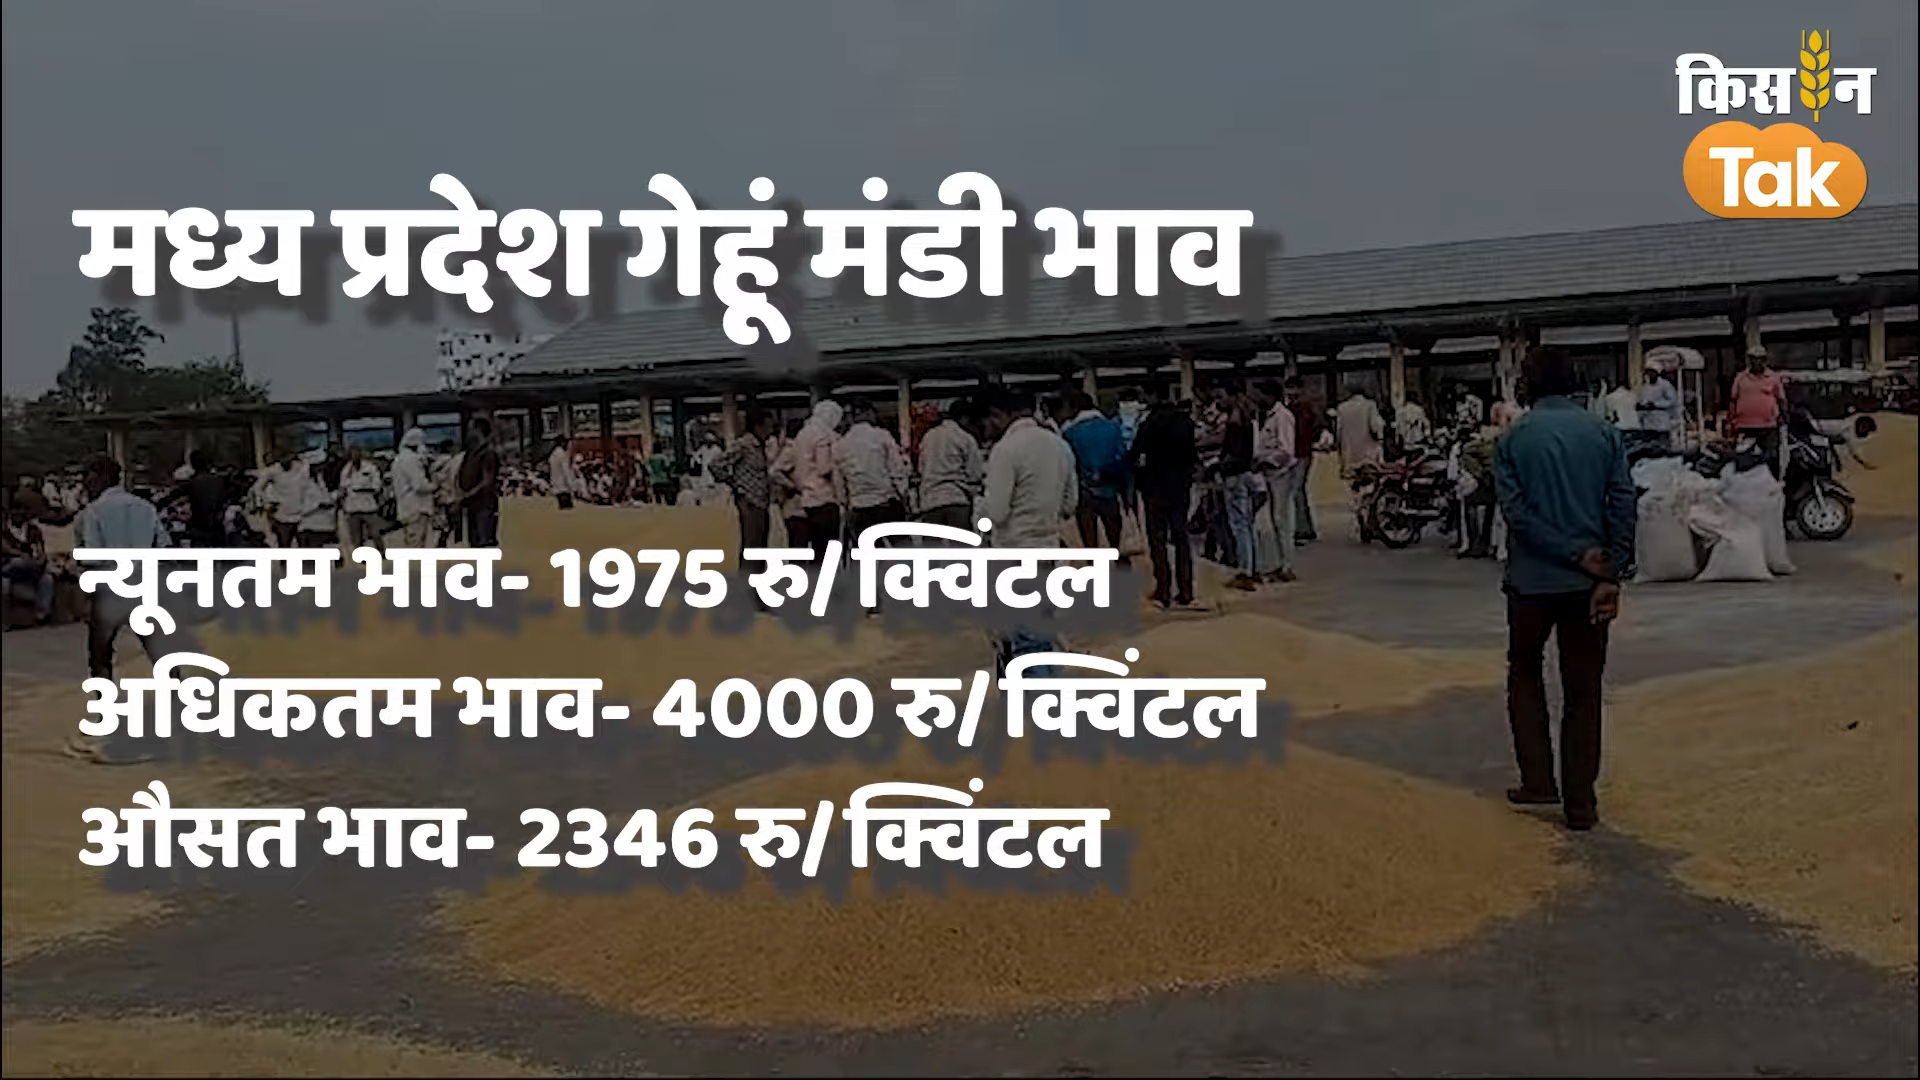 किसान
Tak
मध्य प्रदेश गेहूं मंडी भाव
न्यूनतम भाव- 1975 रु/क्विंटल
अधिकतम भाव- 4000 रु/क्विंटल
औसत भाव- 2346 रु/क्विंटल